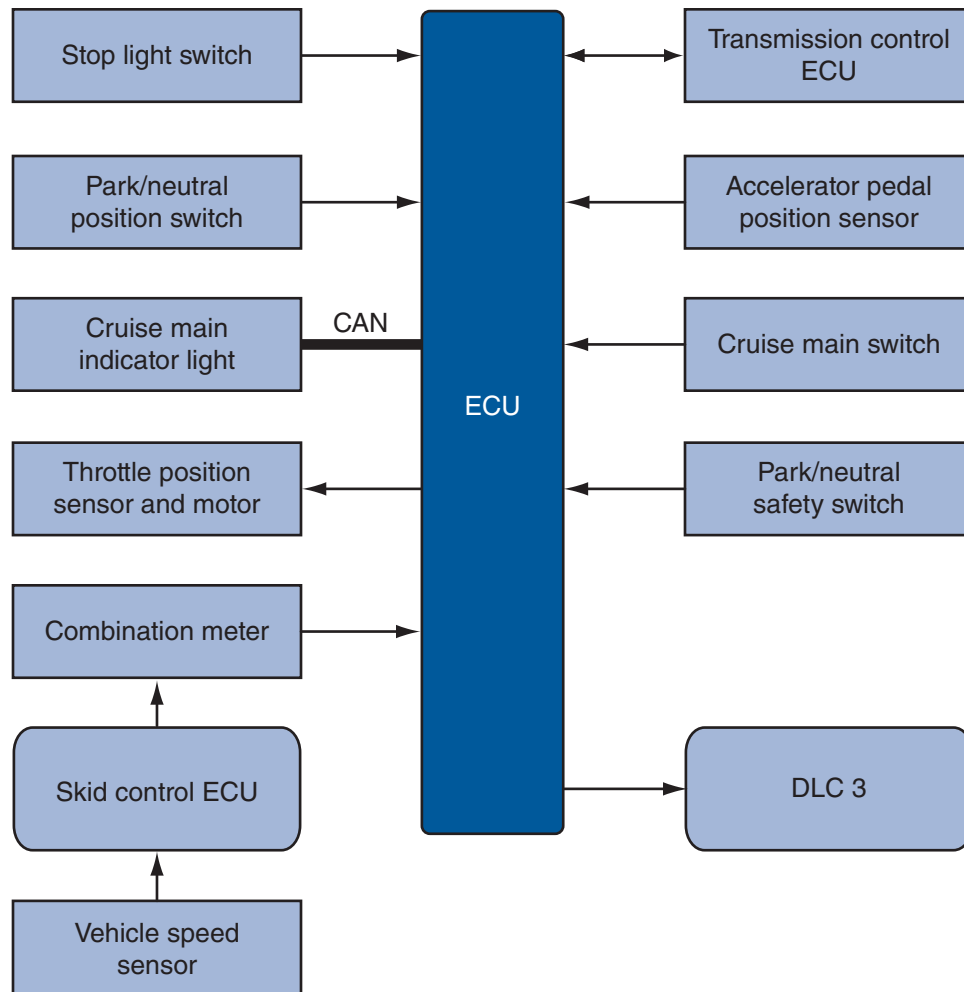 Stop light switch
Transmission control
ECU
Park/neutral
position switch
Accelerator pedal
position sensor
Cruise main
indicator light
CAN
Cruise main switch
ECU
Throttle position
sensor and motor
Park/neutral
safety switch
Combination meter
Skid control ECU
DLC 3
Vehicle speed
sensor